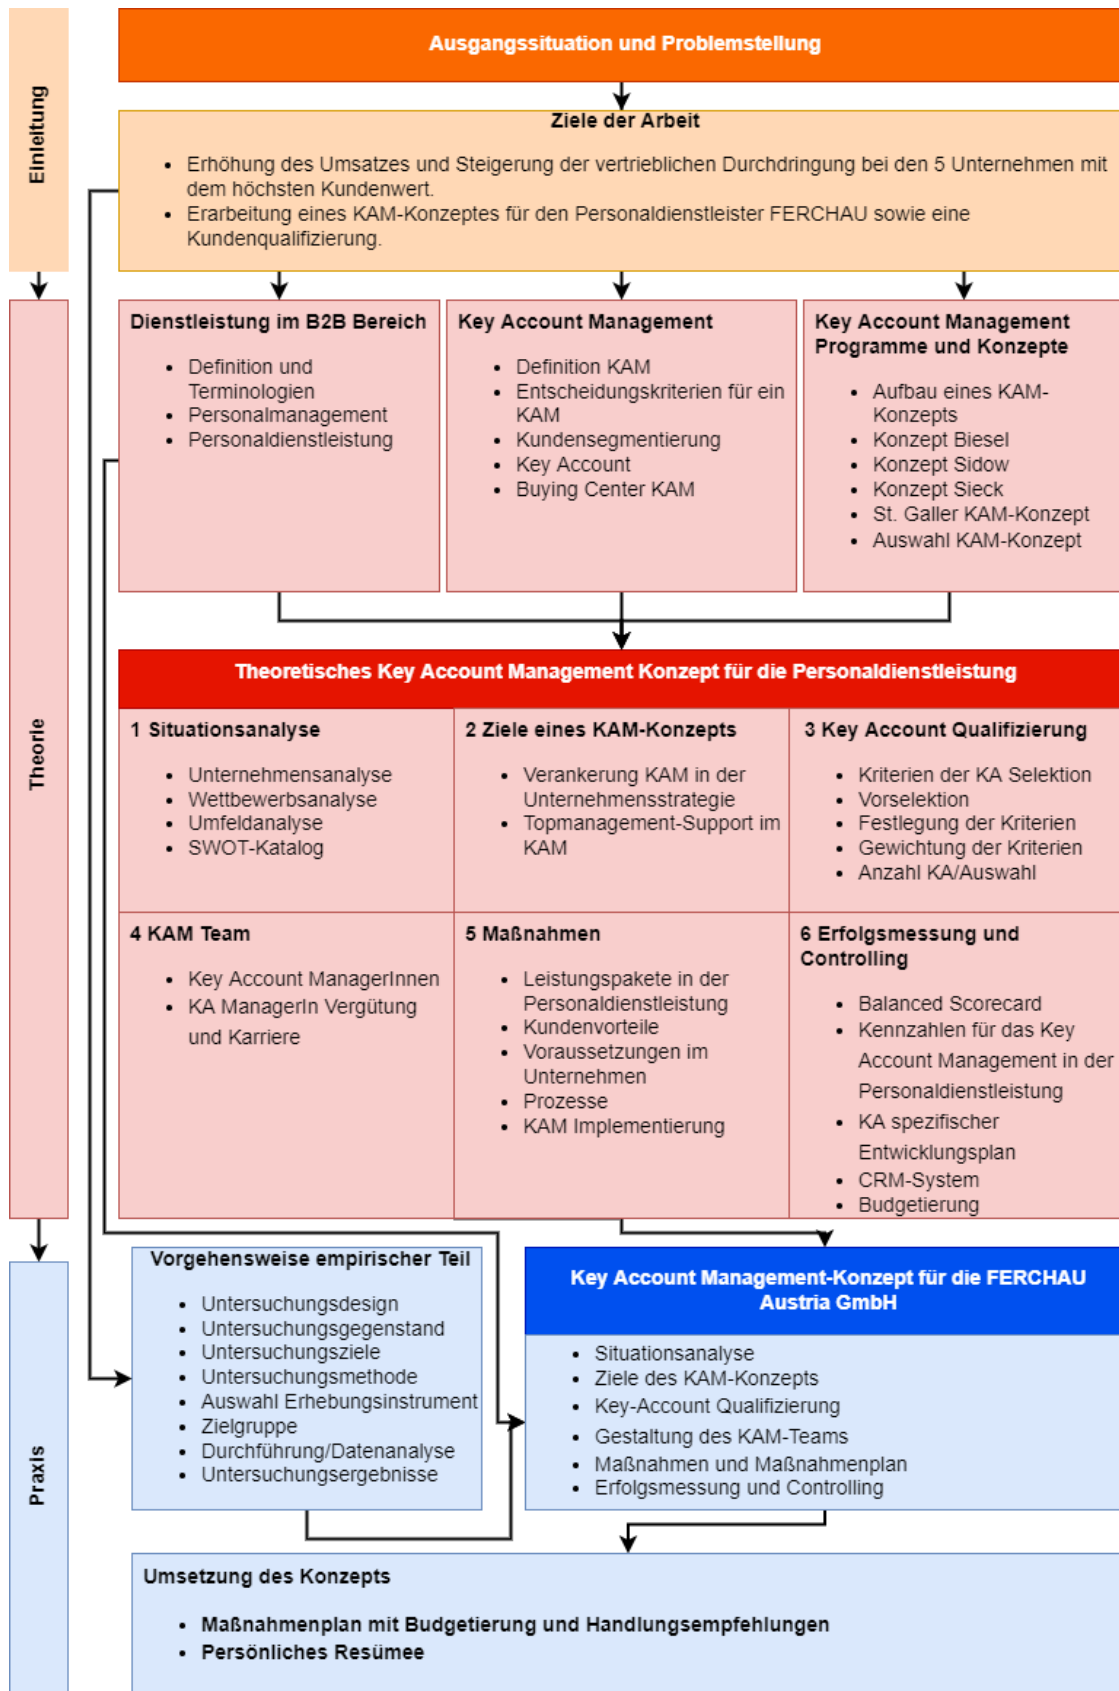 Einleitung
Ausgangssituation und Problemstellung
Ziele der Arbeit
• Erhöhung des Umsatzes und Steigerung der vertrieblichen Durchdringung bei den 5 Unternehmen mit
dem höchsten Kundenwert.
• Erarbeitung eines KAM-Konzeptes für den Personaldienstleister FERCHAU sowie eine
Kundenqualifizierung.
Theorie
Dienstleistung im B2B Bereich
• Definition und
Terminologien
• Personalmanagement
• Personaldienstleistung
Key Account Management
• Definition KAM
• Entscheidungskriterien für ein
KAM
• Kundensegmentierung
• Key Account
• Buying Center KAM
Key Account Management
Programme und Konzepte
• Aufbau eines KAM-
Konzepts
• Konzept Biesel
• Konzept Sidow
• Konzept Sieck
• St. Galler KAM-Konzept
• Auswahl KAM-Konzept
Theoretisches Key Account Management Konzept für die Personaldienstleistung
1 Situationsanalyse
• Unternehmensanalyse
• Wettbewerbsanalyse
• Umfeldanalyse
• SWOT-Katalog
2 Ziele eines KAM-Konzepts
• Verankerung KAM in der
Unternehmensstrategie
• Topmanagement-Support im
KAM
3 Key Account Qualifizierung
• Kriterien der KA Selektion
• Vorselektion
• Festlegung der Kriterien
• Gewichtung der Kriterien
• Anzahl KA/Auswahl
4 KAM Team
• Key Account ManagerInnen
• KA ManagerIn Vergütung
und Karriere
5 Maßnahmen
• Leistungspakete in der
Personaldienstleistung
• Kundenvorteile
• Voraussetzungen im
Unternehmen
• Prozesse
• KAM Implementierung
6 Erfolgsmessung und
Controlling
• Balanced Scorecard
• Kennzahlen für das Key
Account Management in der
Personaldienstleistung
• KA spezifischer
Entwicklungsplan
• CRM-System
• Budgetierung
Praxis
Vorgehensweise empirischer Teil
• Untersuchungsdesign
• Untersuchungsgegenstand
• Untersuchungsziele
• Untersuchungsmethode
• Auswahl Erhebungsinstrument
• Zielgruppe
• Durchführung/Datenanalyse
• Untersuchungsergebnisse
Key Account Management-Konzept für die FERCHAU
Austria GmbH
• Situationsanalyse
• Ziele des KAM-Konzepts
• Key-Account Qualifizierung
• Gestaltung des KAM-Teams
• Maßnahmen und Maßnahmenplan
• Erfolgsmessung und Controlling
Umsetzung des Konzepts
• Maßnahmenplan mit Budgetierung und Handlungsempfehlungen
• Persönliches Resümee